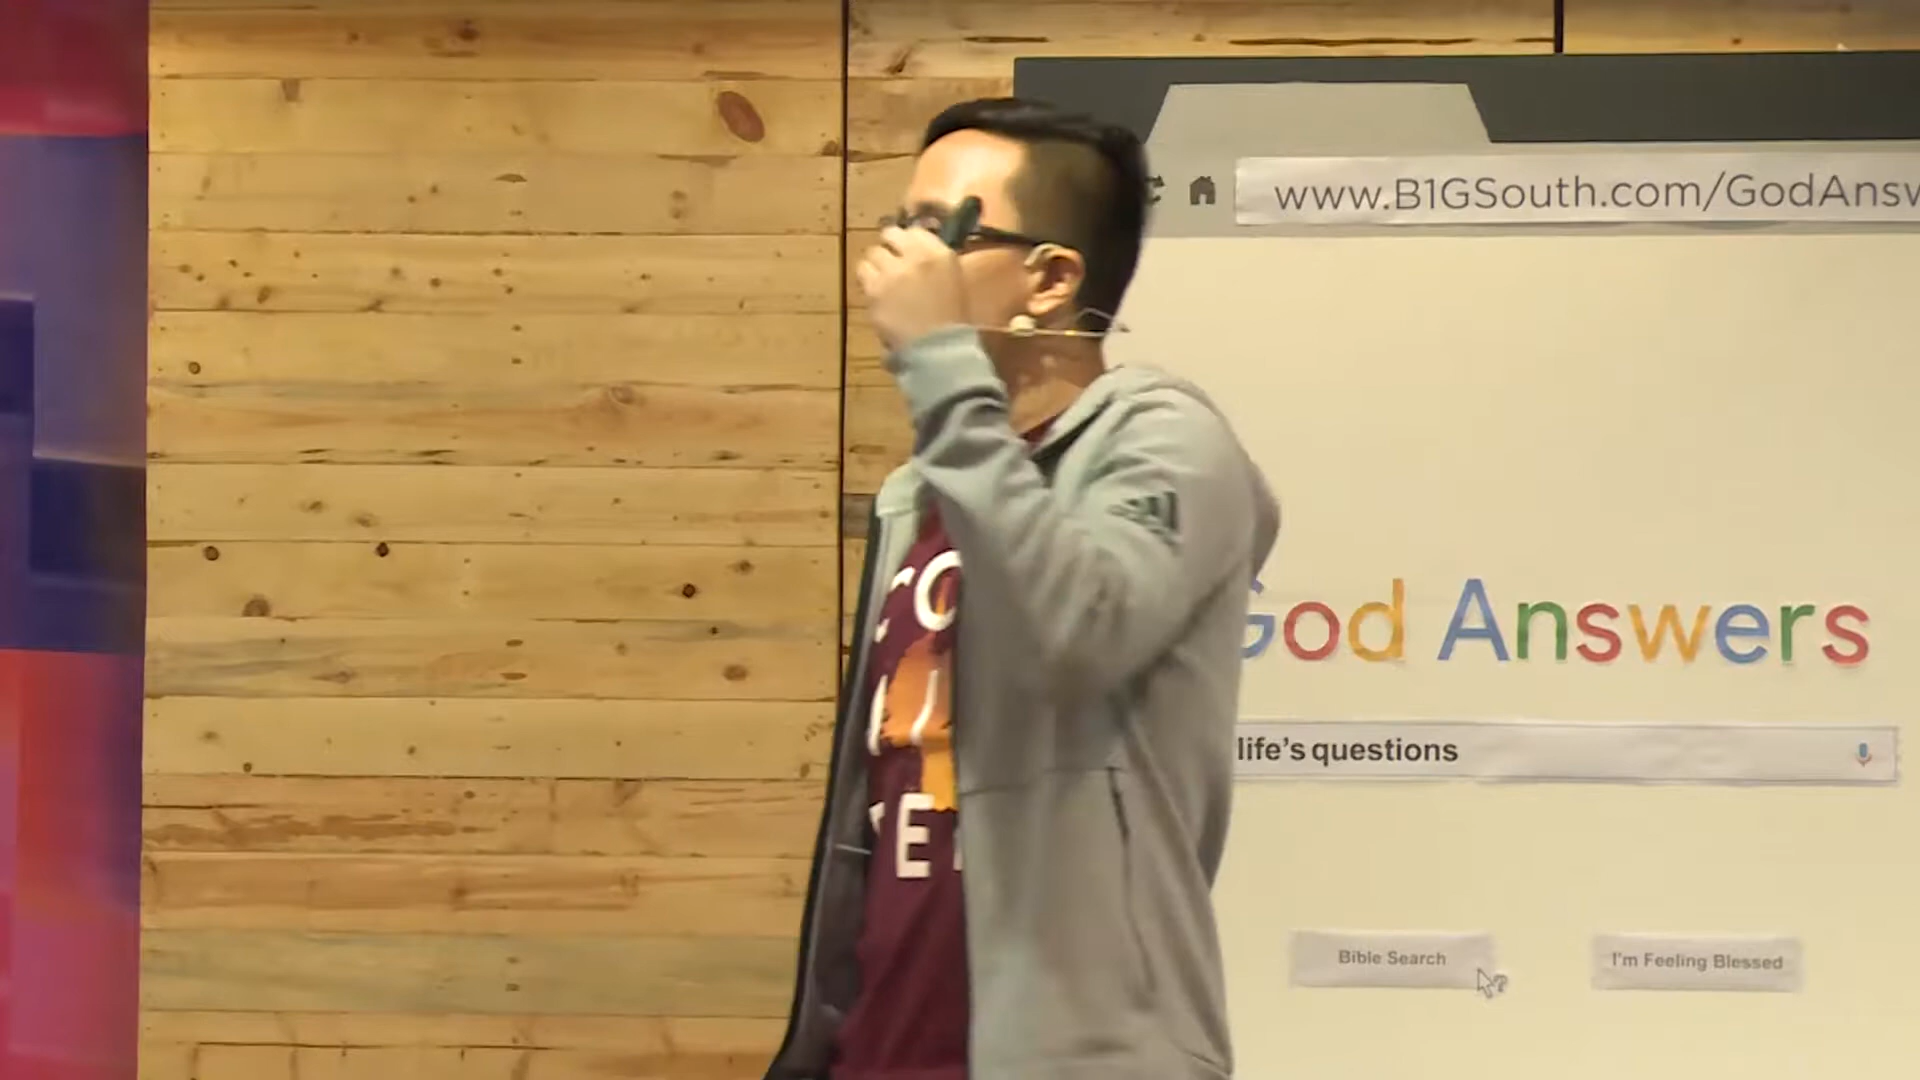 www.B1GSouth.com/GodAnsw
God Answers
life's questions
Bible Search
I'm Feeling Blessed